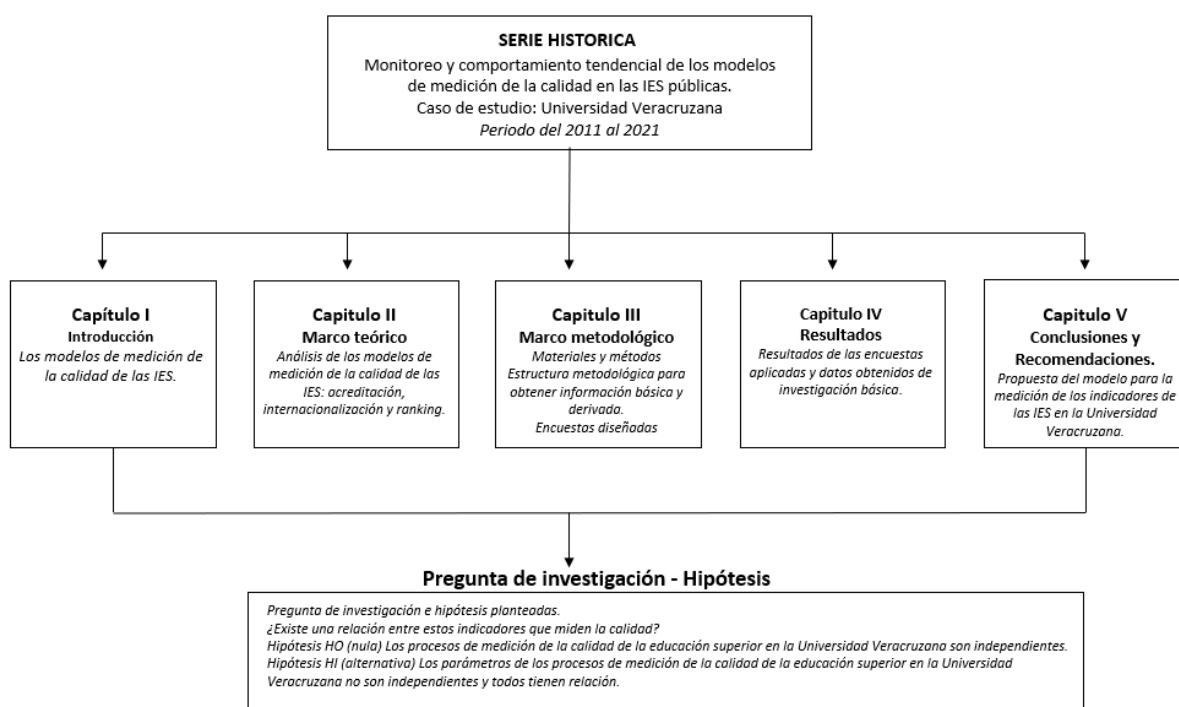 SERIE HISTORICA
Monitoreo y comportamiento tendencial de los modelos
de medición de la calidad en las IES públicas.
Caso de estudio: Universidad Veracruzana
Periodo del 2011 al 2021
Capítulo I
Introducción
Los modelos de medición de
la calidad de las IES.
Capitulo II
Marco teórico
Análisis de los modelos de
medición de la calidad de las
IES: acreditación,
internacionalización y ranking.
Capitulo III
Marco metodológico
Materiales y métodos
Estructura metodológica para
obtener información básica y
derivada.
Encuestas diseñadas
Capitulo IV
Resultados
Resultados de las encuestas
aplicadas y datos obtenidos de
investigación básica.
Capitulo V
Conclusiones y
Recomendaciones.
Propuesta del modelo para la
medición de los indicadores de
las IES en la Universidad
Veracruzana.
Pregunta de investigación - Hipótesis
Pregunta de investigación e hipótesis planteadas.
¿Existe una relación entre estos indicadores que miden la calidad?
Hipótesis HO (nula) Los procesos de medición de la calidad de la educación superior en la Universidad Veracruzana son independientes.
Hipótesis HI (alternativa) Los parámetros de los procesos de medición de la calidad de la educación superior en la Universidad
Veracruzana no son independientes y todos tienen relación.